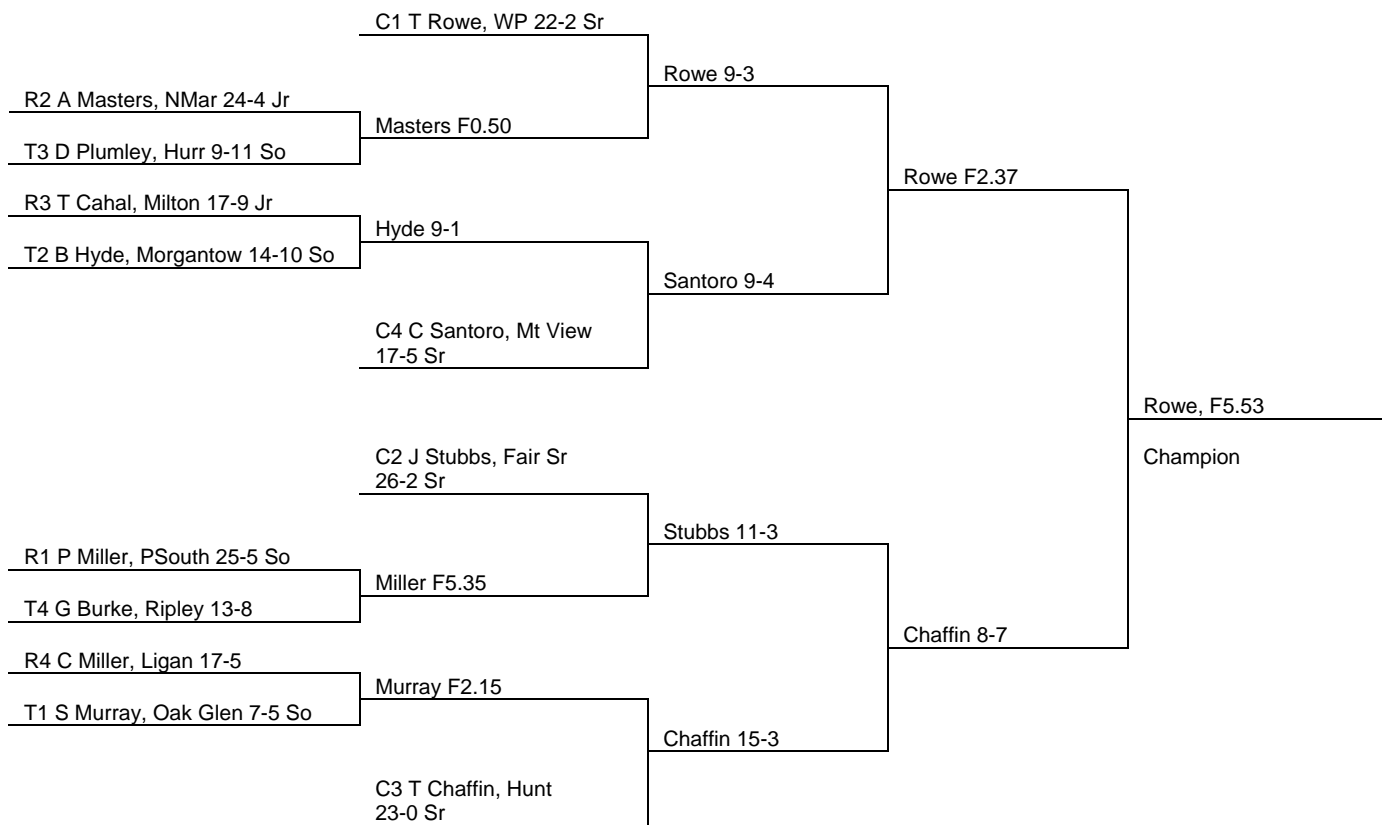 C1 T Rowe, WP 22-2 Sr
Rowe 9-3
R2 A Masters, NMar 24-4 Jr
Masters F0.50
T3 D Plumley, Hurr 9-11 So
Rowe F2.37
R3 T Cahal, Milton 17-9 Jr
Hyde 9-1
T2 B Hyde, Morgantow 14-10 So
Santoro 9-4
C4 C Santoro, Mt View
17-5 Sr
Rowe, F5.53
C2 J Stubbs, Fair Sr
26-2 Sr
Champion
Stubbs 11-3
R1 P Miller, PSouth 25-5 So
Miller F5.35
T4 G Burke, Ripley 13-8
Chaffin 8-7
R4 C Miller, Ligan 17-5
Murray F2.15
T1 S Murray, Oak Glen 7-5 So
Chaffin 15-3
C3 T Chaffin, Hunt
23-0 Sr